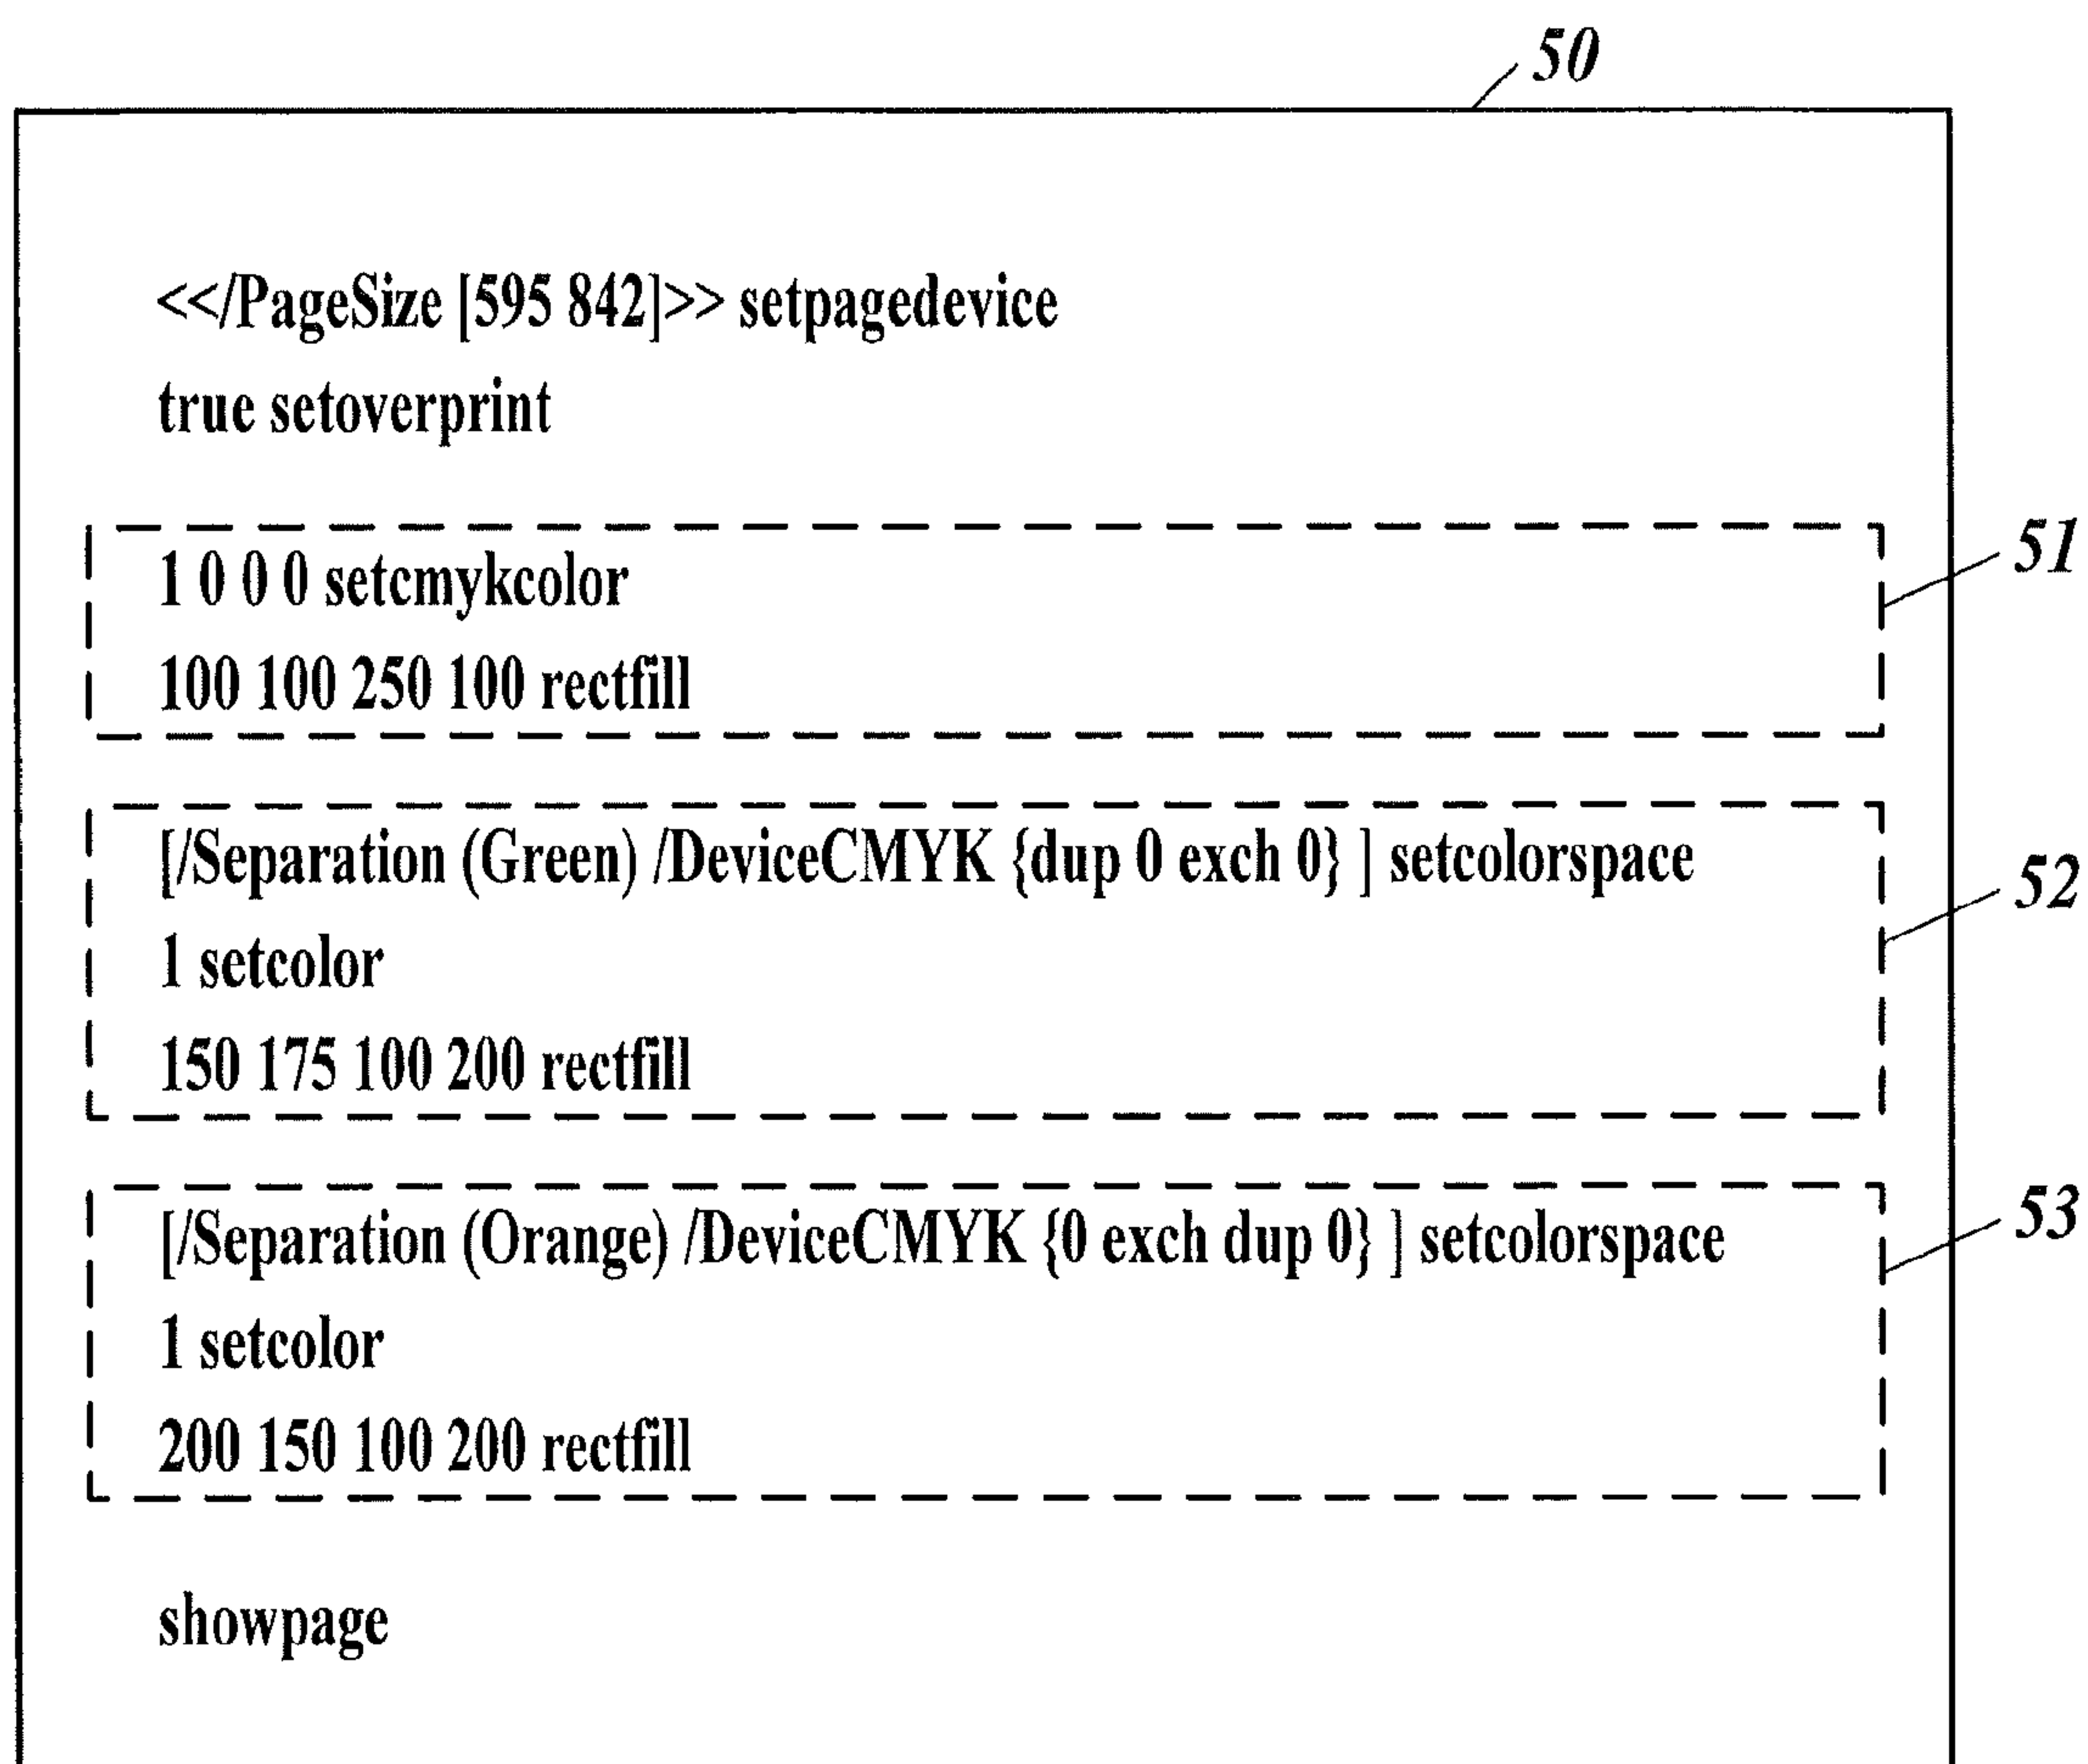 50
<</PageSize [595 842]>> setpagedevice
true setoverprint
51
1 0 0 0 setcmykcolor
100 100 250 100 rectfill
52
[/Separation (Green) /DeviceCMYK {dup 0 exch 0} ] setcolorspace
1 setcolor
150 175 100 200 rectfill
53
[/Separation (Orange) /DeviceCMYK {0 exch dup 0} ] setcolorspace
1 setcolor
200 150 100 200 rectfill
showpage